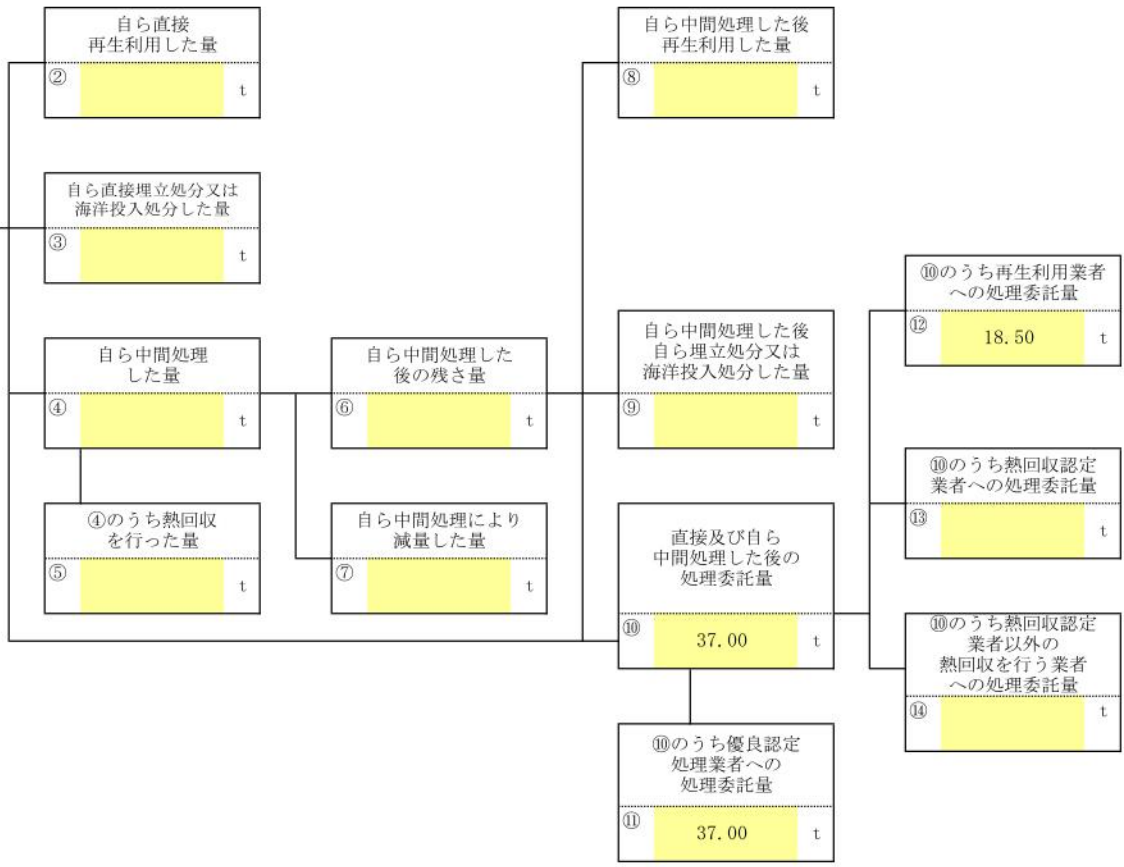 自ら直接
再生利用した量
②
t
自ら中間処理した後
再生利用した量
⑧
t
自ら直接埋立処分又は
海洋投入処分した量
③
t
⑩のうち再生利用業者
への処理委託量
⑫
18.50
t
自ら中間処理
した量
④
t
自ら中間処理した
後の残さ量
⑥
t
自ら中間処理した後
自ら埋立処分又は
海洋投入処分した量
⑨
t
⑩のうち熱回収認定
業者への処理委託量
⑬
t
④のうち熱回収
を行った量
⑤
t
自ら中間処理により
減量した量
⑦
t
直接及び自ら
中間処理した後の
処理委託量
⑩
37.00
t
⑩のうち熱回収認定
業者以外の
熱回収を行う業者
への処理委託量
⑭
t
⑩のうち優良認定
処理業者への
処理委託量
⑪
37.00
t